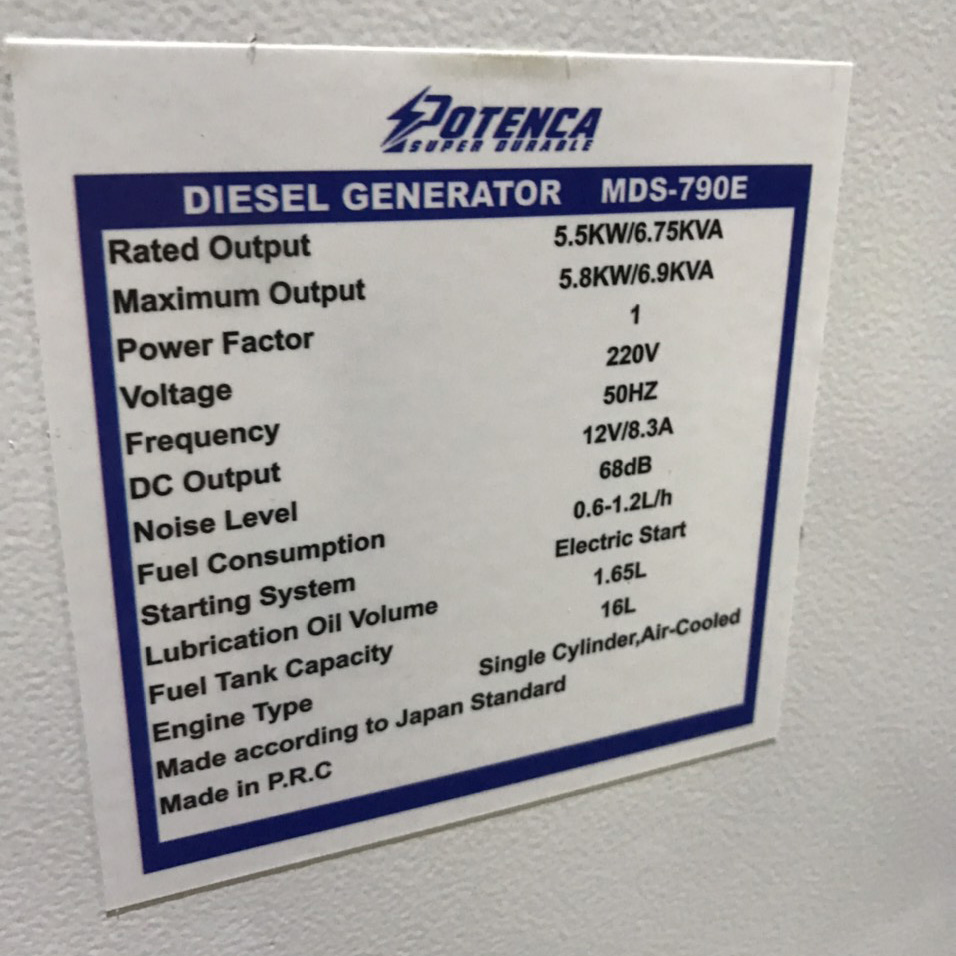 POTENCA
SUPER DURABLE
DIESEL GENERATOR MDS-790E
Rated Output 5.5KW/6.75KVA
Maximum Output 5.8KW/6.9KVA
Power Factor 1
Voltage 220V
Frequency 50HZ
DC Output 12V/8.3A
Noise Level 68dB
Fuel Consumption 0.6-1.2L/h
Starting System Electric Start
Lubrication Oil Volume 1.65L
Fuel Tank Capacity 16L
Engine Type Single Cylinder,Air-Cooled
Made according to Japan Standard
Made in P.R.C